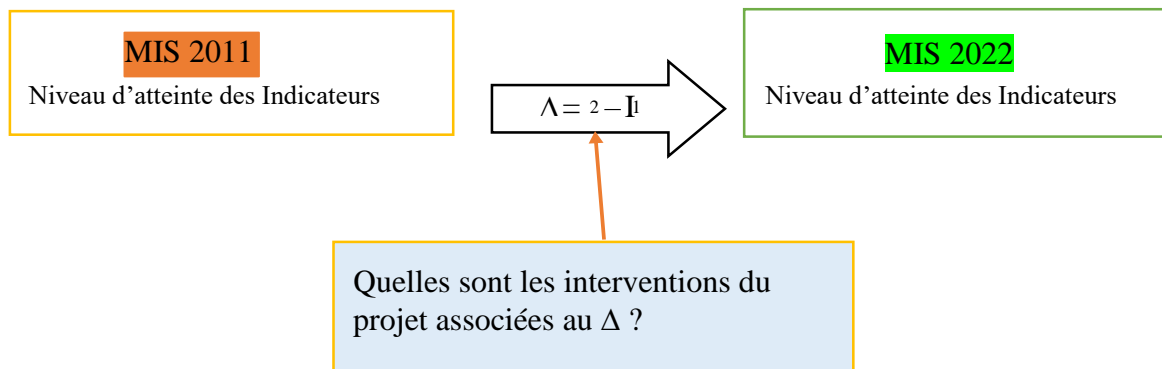 MIS 2011
Niveau d’atteinte des Indicateurs
Λ = 2 – I1
MIS 2022
Niveau d’atteinte des Indicateurs
Quelles sont les interventions du
projet associées au Δ ?